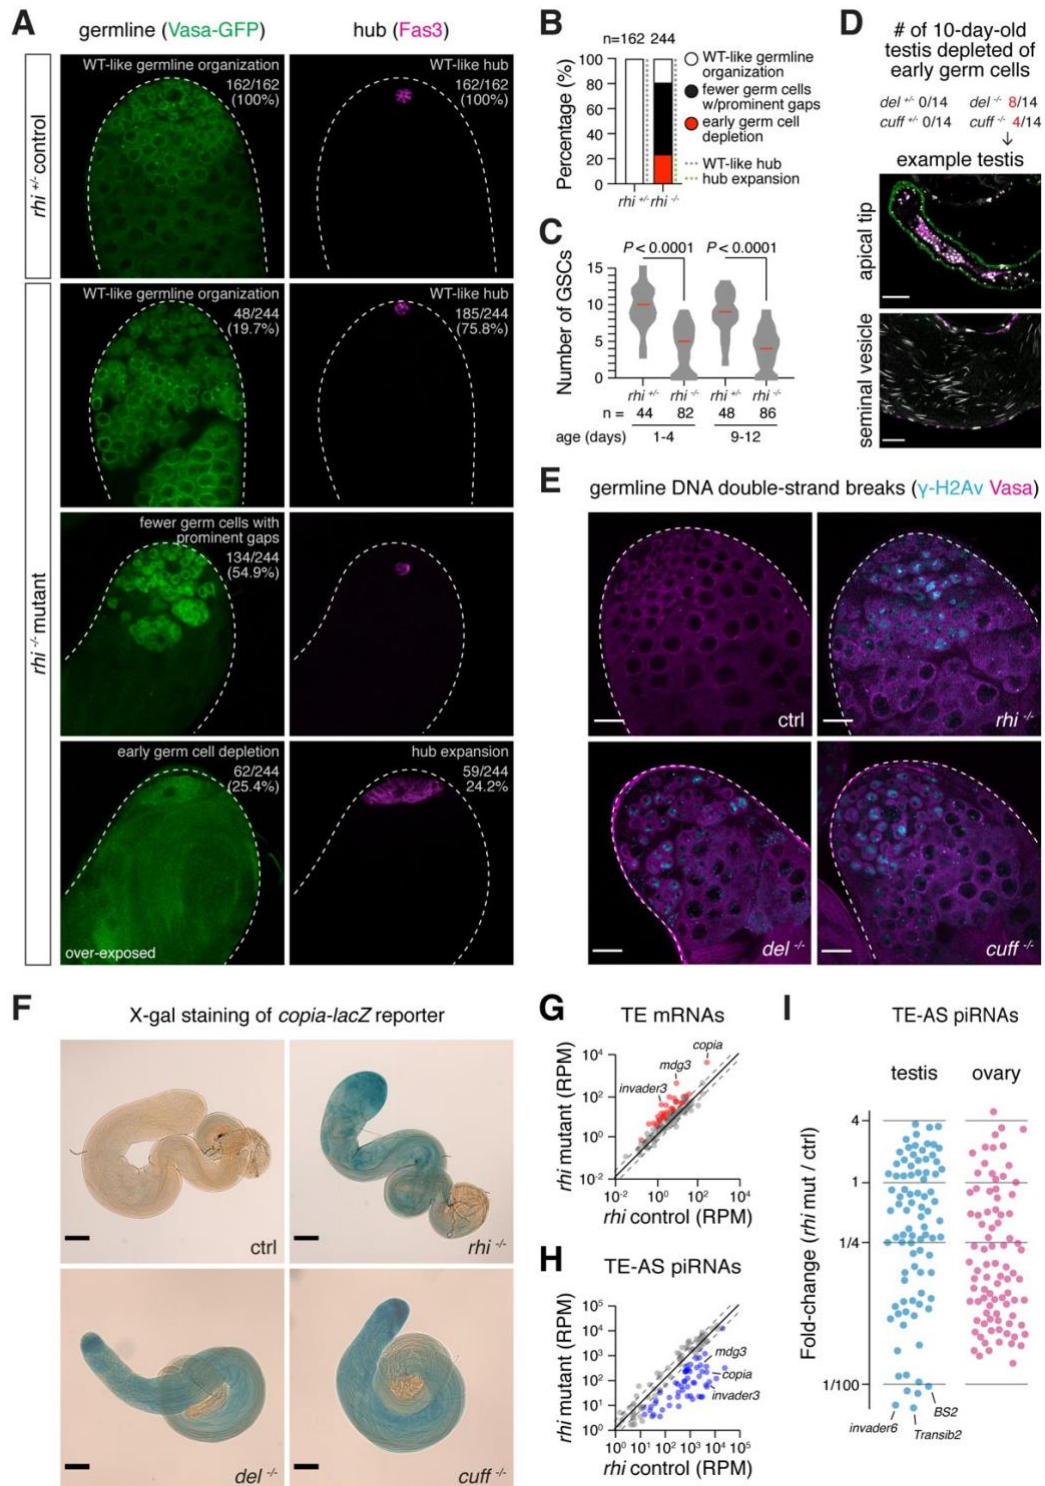 A
germline (Vasa-GFP)
hub (Fas3)
rhi +/- control
WT-like germline organization
162/162
(100%)
WT-like hub
162/162
(100%)
rhi -/- mutant
WT-like germline organization
48/244
(19.7%)
WT-like hub
185/244
(75.8%)
fewer germ cells with
prominent gaps
134/244
(54.9%)
early germ cell depletion
62/244
(25.4%)
over-exposed
hub expansion
59/244
24.2%
B
n=162 244
Percentage (%)
100
80
60
40
20
0
rhi +/- rhi -/-
WT-like germline
organization
fewer germ cells
w/prominent gaps
early germ cell
depletion
WT-like hub
hub expansion
C
P < 0.0001 P < 0.0001
Number of GSCs
15
10
5
0
rhi +/- rhi -/- rhi +/- rhi -/-
n = 44 82 48 86
age (days) 1-4 9-12
D
# of 10-day-old
testis depleted of
early germ cells
del +/- 0/14 del -/- 8/14
cuff +/- 0/14 cuff -/- 4/14
↓
example testis
apical tip
seminal vesicle
E
germline DNA double-strand breaks (γ-H2Av Vasa)
ctrl
rhi -/-
del -/-
cuff -/-
F
X-gal staining of copia-lacZ reporter
ctrl
rhi -/-
del -/-
cuff -/-
G
TE mRNAs
rhi mutant (RPM)
10^4
10^2
10^0
10^-2
copia
mdg3
invader3
10^-2 10^0 10^2 10^4
rhi control (RPM)
H
TE-AS piRNAs
rhi mutant (RPM)
10^5
10^4
10^3
10^2
10^1
10^0
mdg3
copia
invader3
10^0 10^1 10^2 10^3 10^4 10^5
rhi control (RPM)
I
TE-AS piRNAs
testis ovary
Fold-change (rhi mut / ctrl)
4
1
1/4
1/100
invader6
Transib2
BS2